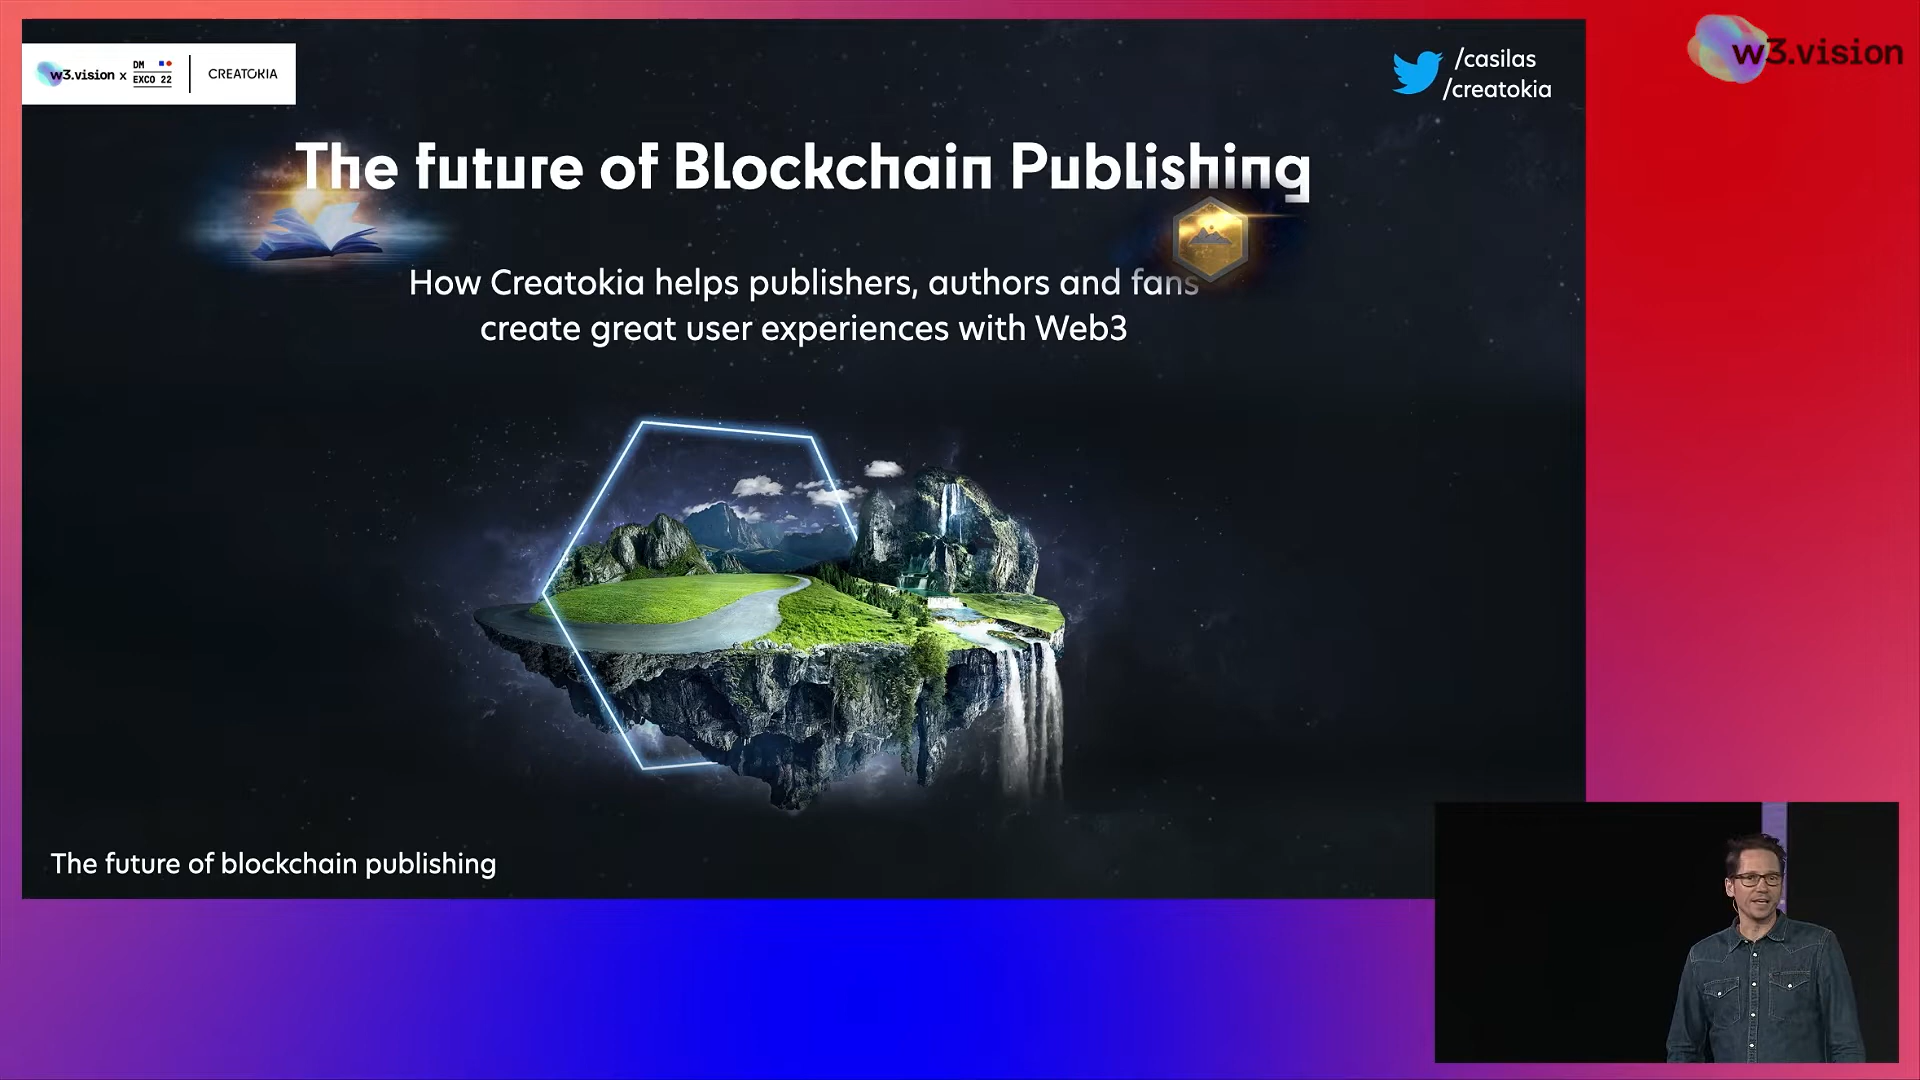 w3.vision x DM EXCO 22 CREATOKIA
/casilas
/creatokia
w3.vision
The future of Blockchain Publishing
How Creatokia helps publishers, authors and fans
create great user experiences with Web3
The future of blockchain publishing